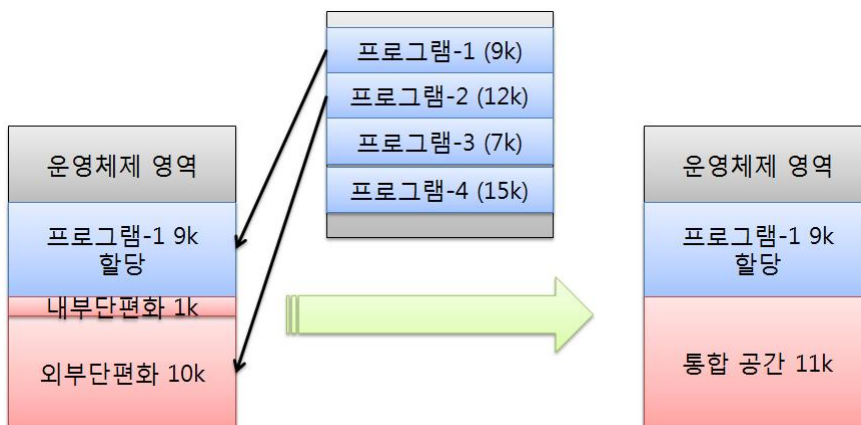 프로그램-1 (9k)
프로그램-2 (12k)
프로그램-3 (7k)
프로그램-4 (15k)
운영체제 영역
프로그램-1 9k
할당
내부단편화 1k
외부단편화 10k
운영체제 영역
프로그램-1 9k
할당
통합 공간 11k